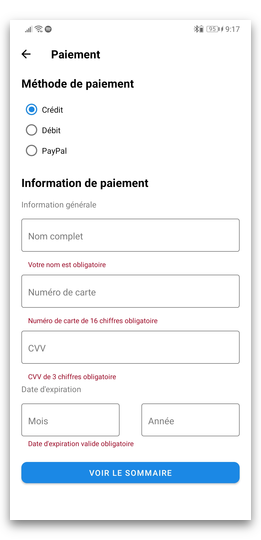 95 9:17
Paiement
Méthode de paiement
Crédit
Débit
PayPal
Information de paiement
Information générale
Nom complet
Votre nom est obligatoire
Numéro de carte
Numéro de carte de 16 chiffres obligatoire
CVV
CVV de 3 chiffres obligatoire
Date d'expiration
Mois Année
Date d'expiration valide obligatoire
VOIR LE SOMMAIRE